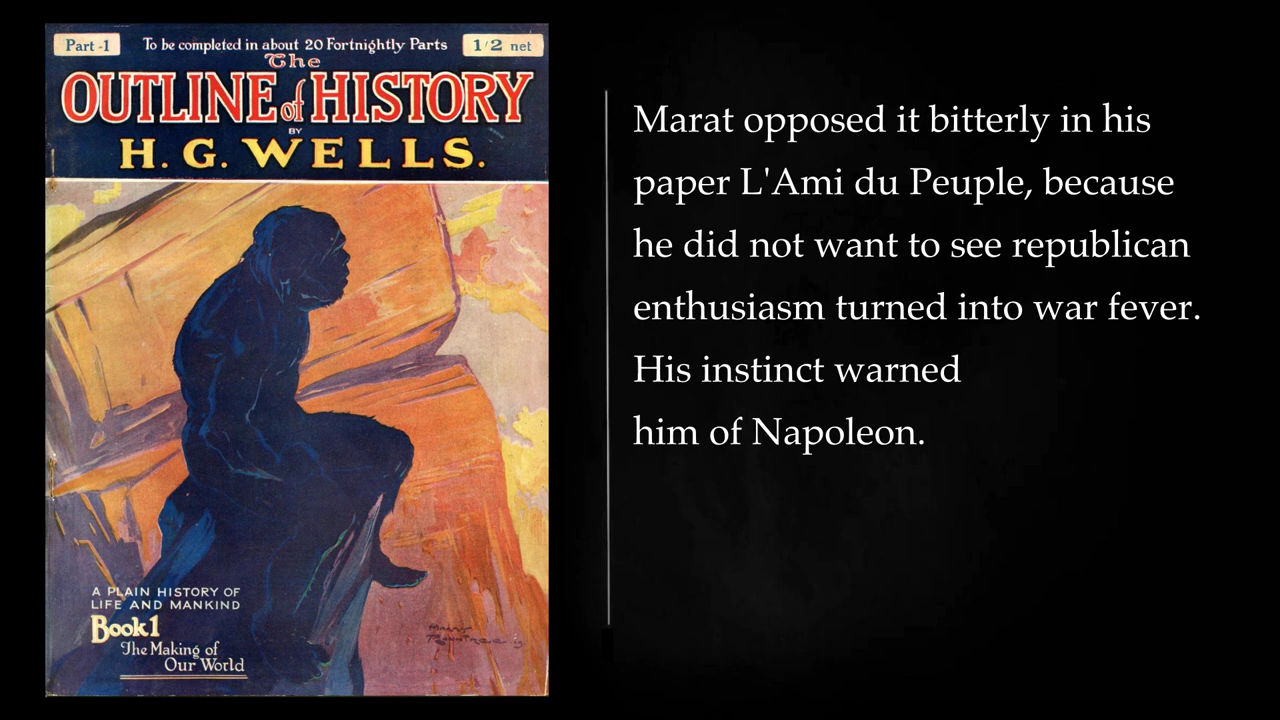 Part -1
To be completed in about 20 Fortnightly Parts
1/2 net
The
OUTLINE of HISTORY
BY
H. G. WELLS.
A PLAIN HISTORY OF
LIFE AND MANKIND
Book 1
The Making of
Our World
Marat opposed it bitterly in his
paper L'Ami du Peuple, because
he did not want to see republican
enthusiasm turned into war fever.
His instinct warned
him of Napoleon.